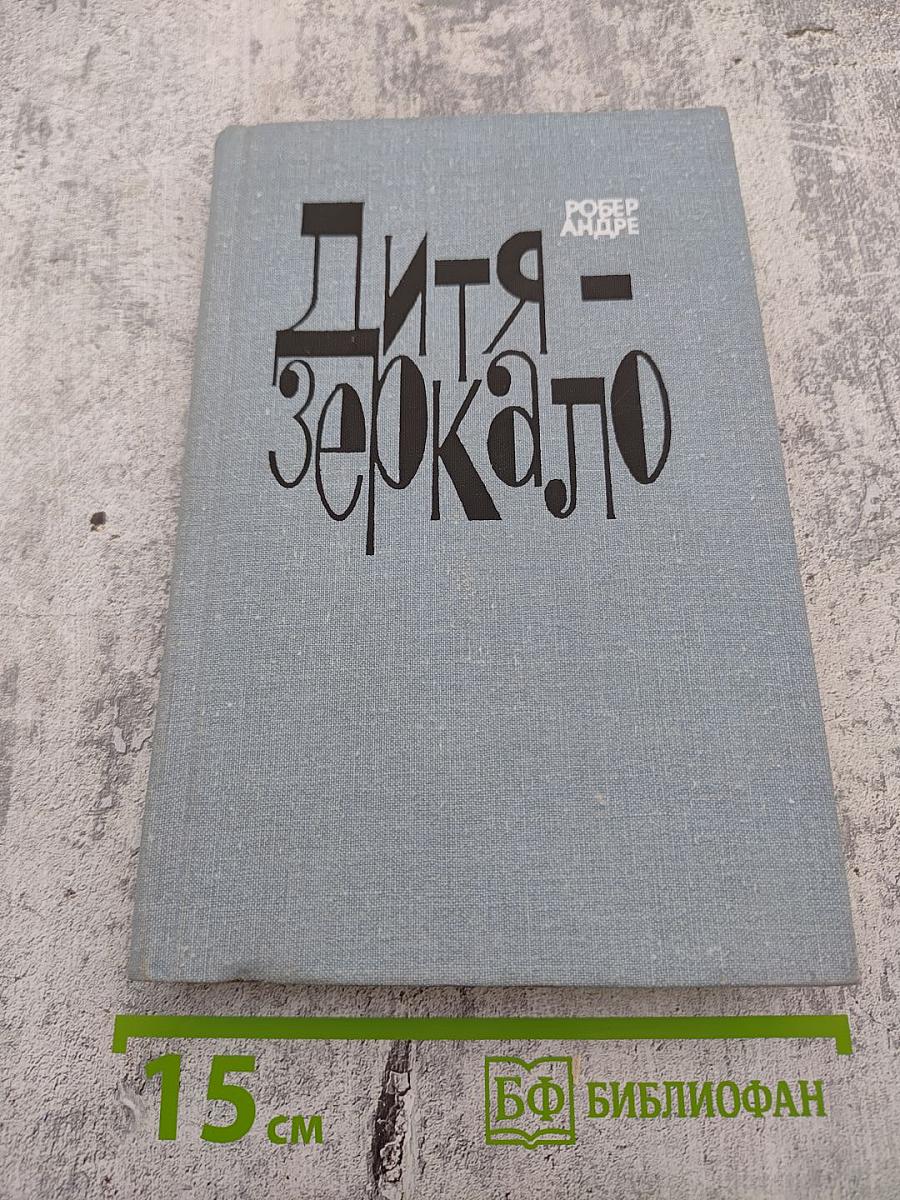 РОБЕР
АНДРЕ
Дитя -
зеркало
15 см
БФ БИБЛИОФАН